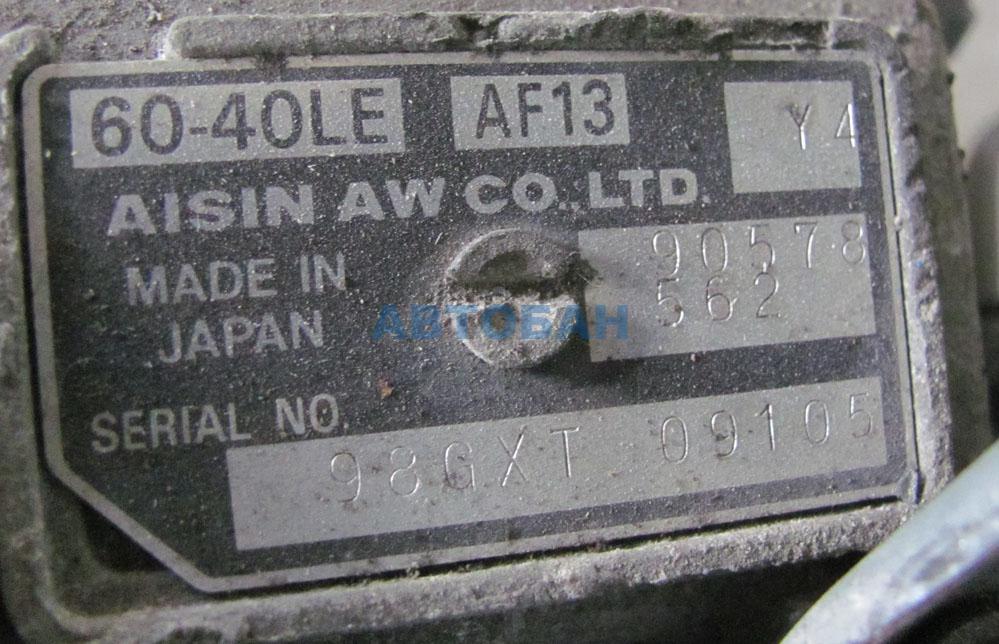 60-40LE AF13 Y4
AISIN AW CO.,LTD.
MADE IN
JAPAN
90578
562
АВТОБАН
SERIAL NO.
98GXT 09105